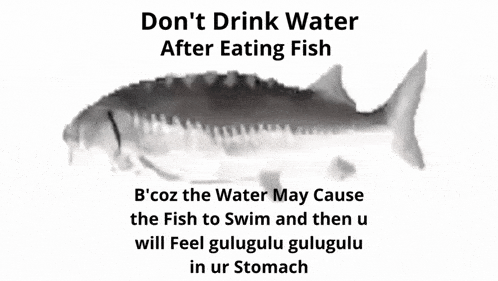 Don't Drink Water
After Eating Fish
B'coz the Water May Cause
the Fish to Swim and then u
will Feel gulugulu gulugulu
in ur Stomach